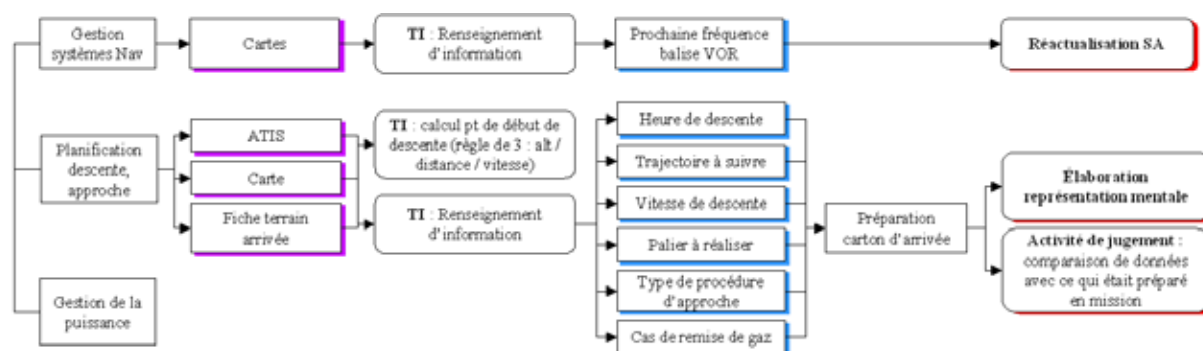 Gestion
systèmes Nav
Cartes
TI : Renseignement
d'information
Prochaine fréquence
balise VOR
Réactualisation SA
Planification
descente,
approche
ATIS
Carte
Fiche terrain
arrivée
TI : calcul pt de début de
descente (règle de 3 : alt /
distance / vitesse)
TI : Renseignement
d'information
Heure de descente
Trajectoire à suivre
Vitesse de descente
Palier à réaliser
Type de procédure
d'approche
Cas de remise de gaz
Préparation
carton d'arrivée
Élaboration
représentation mentale
Activité de jugement :
comparaison de données
avec ce qui était préparé
en mission
Gestion de la
puissance